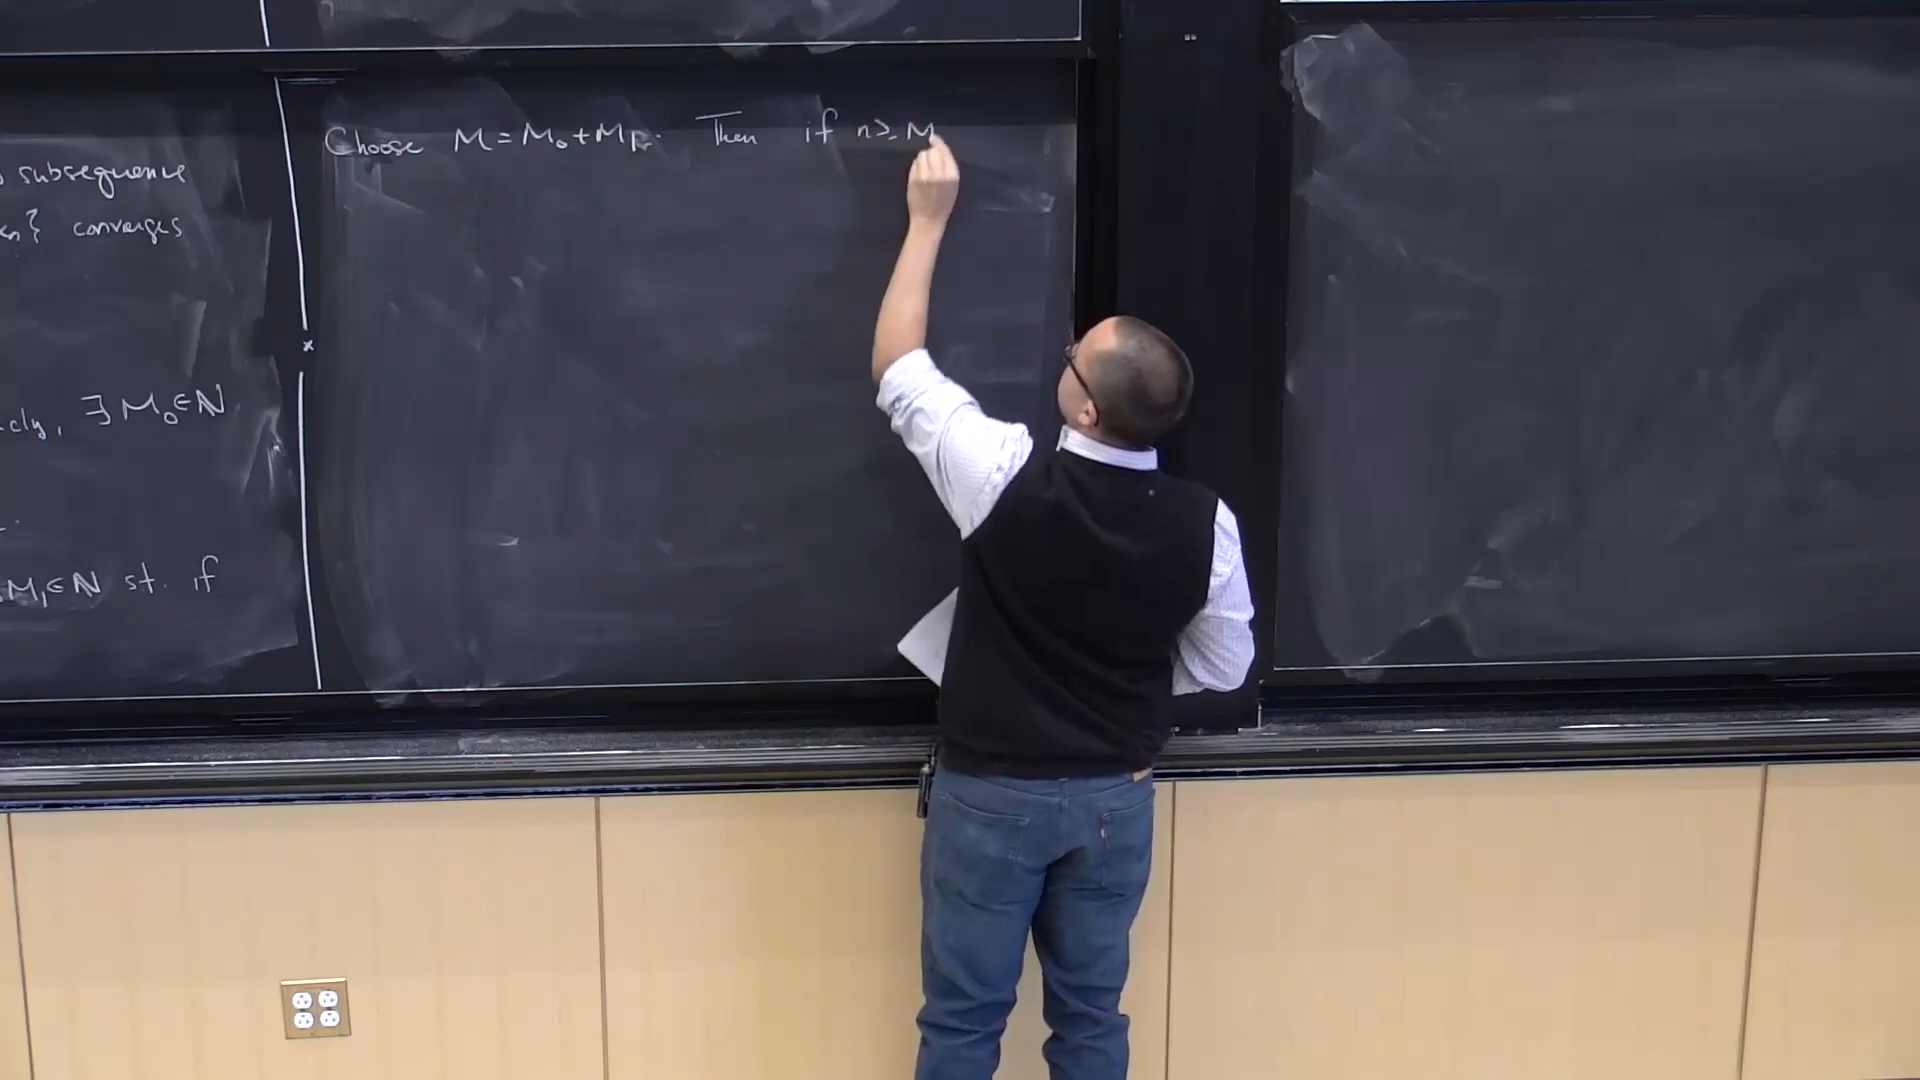 subsequence
} converges
∃ M₀ ∈ ℕ
M₁ ∈ ℕ st. if
Choose M = M₀ + M₁. Then if n ≥ M